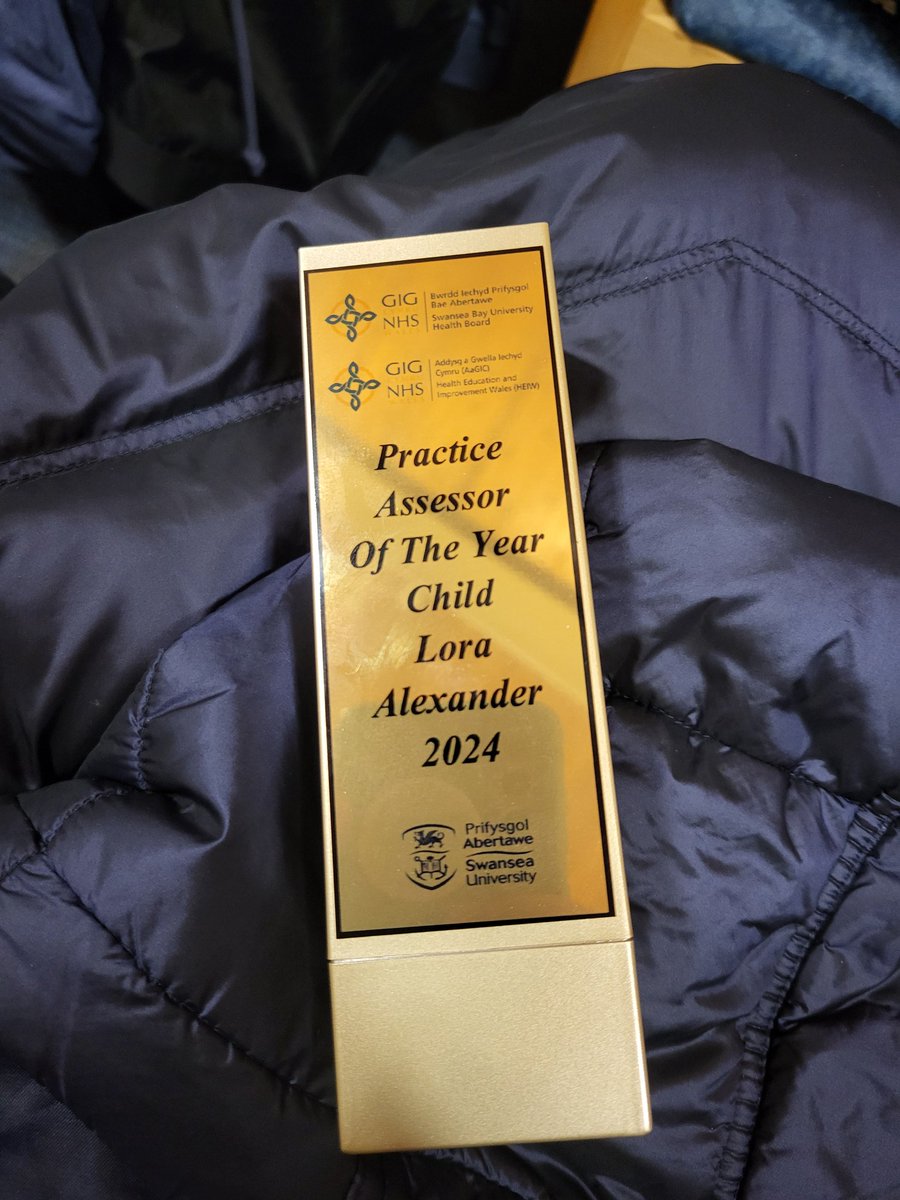 GIG
NHS
WALES
Bwrdd Iechyd Prifysgol
Bae Abertawe
Swansea Bay University
Health Board
GIG
NHS
WALES
Addysg a Gwella Iechyd
Cymru (AaGIC)
Health Education and
Improvement Wales (HEIW)
Practice
Assessor
Of The Year
Child
Lora
Alexander
2024
Prifysgol
Abertawe
Swansea
University